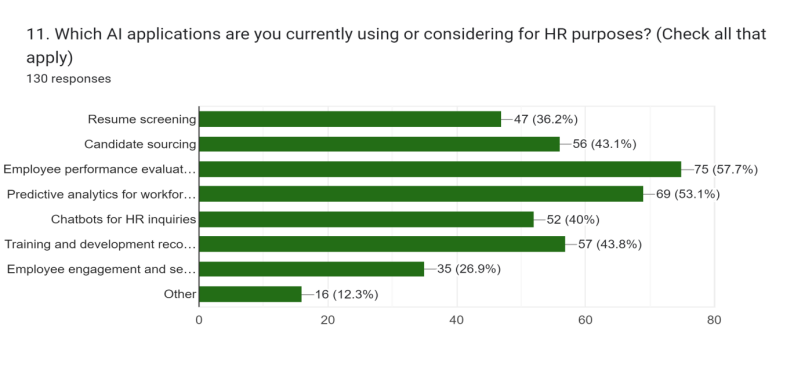 11. Which AI applications are you currently using or considering for HR purposes? (Check all that
apply)
130 responses
Resume screening 47 (36.2%)
Candidate sourcing 56 (43.1%)
Employee performance evaluat… 75 (57.7%)
Predictive analytics for workfor… 69 (53.1%)
Chatbots for HR inquiries 52 (40%)
Training and development reco… 57 (43.8%)
Employee engagement and se… 35 (26.9%)
Other 16 (12.3%)
0 20 40 60 80